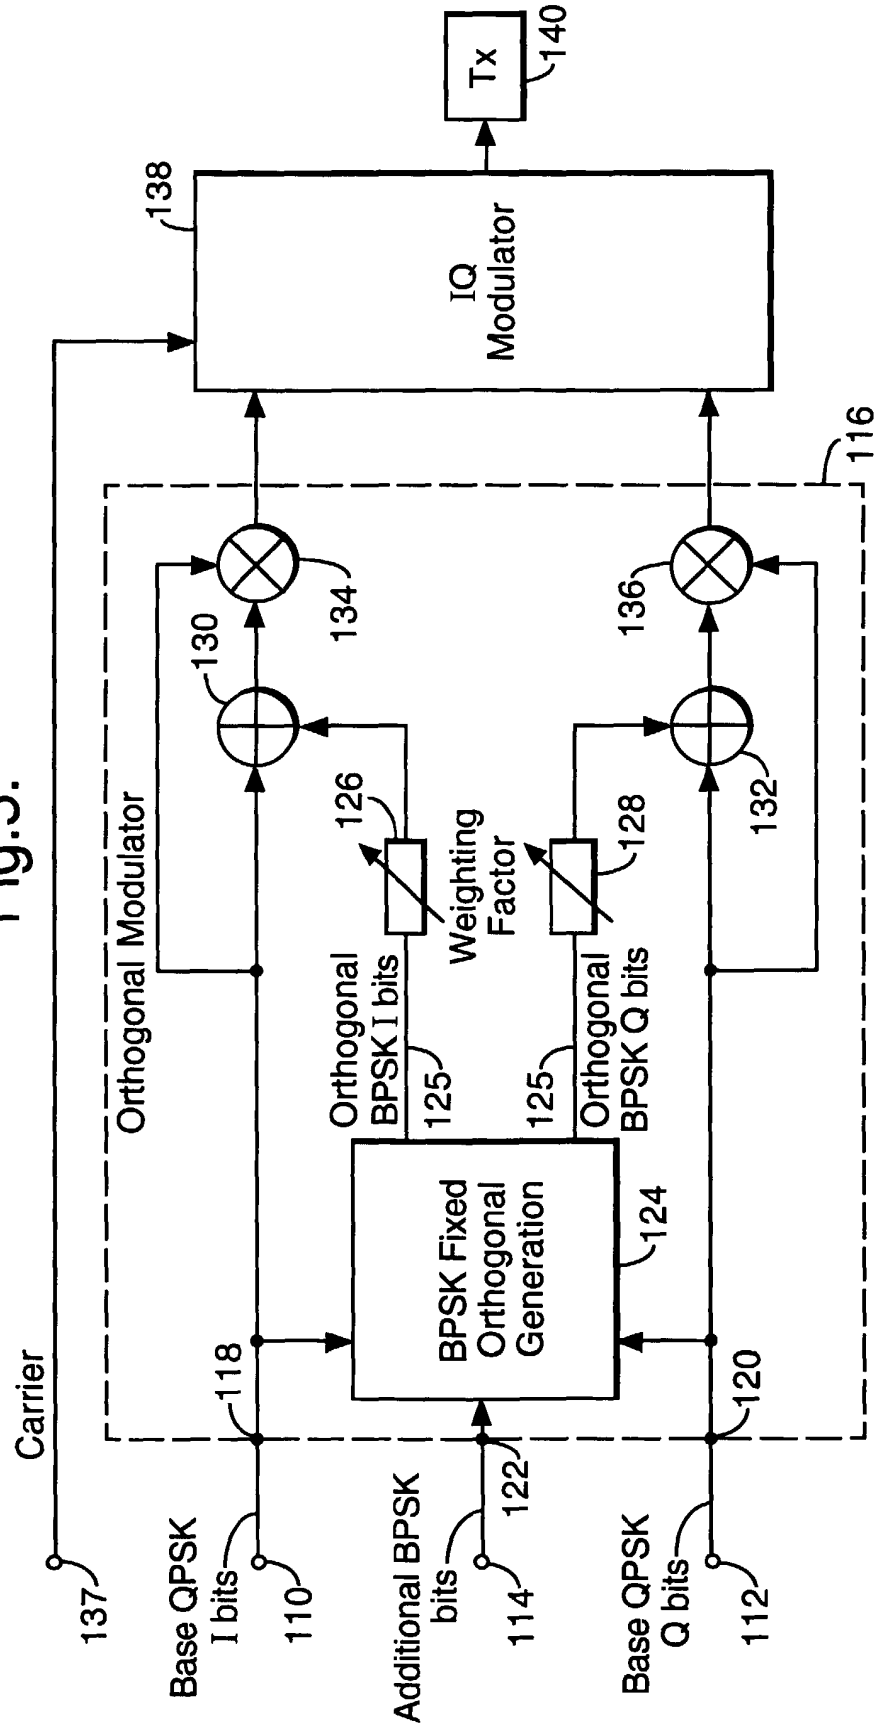 Fig.5.
Carrier
137
Orthogonal Modulator
Base QPSK
I bits
110
118
130
134
138
126
Orthogonal
BPSK I bits
125
Weighting
Factor
Additional BPSK
bits
114
122
BPSK Fixed
Orthogonal
Generation
124
IQ
Modulator
Tx
140
125
Orthogonal
BPSK Q bits
128
136
132
Base QPSK
Q bits
112
120
116